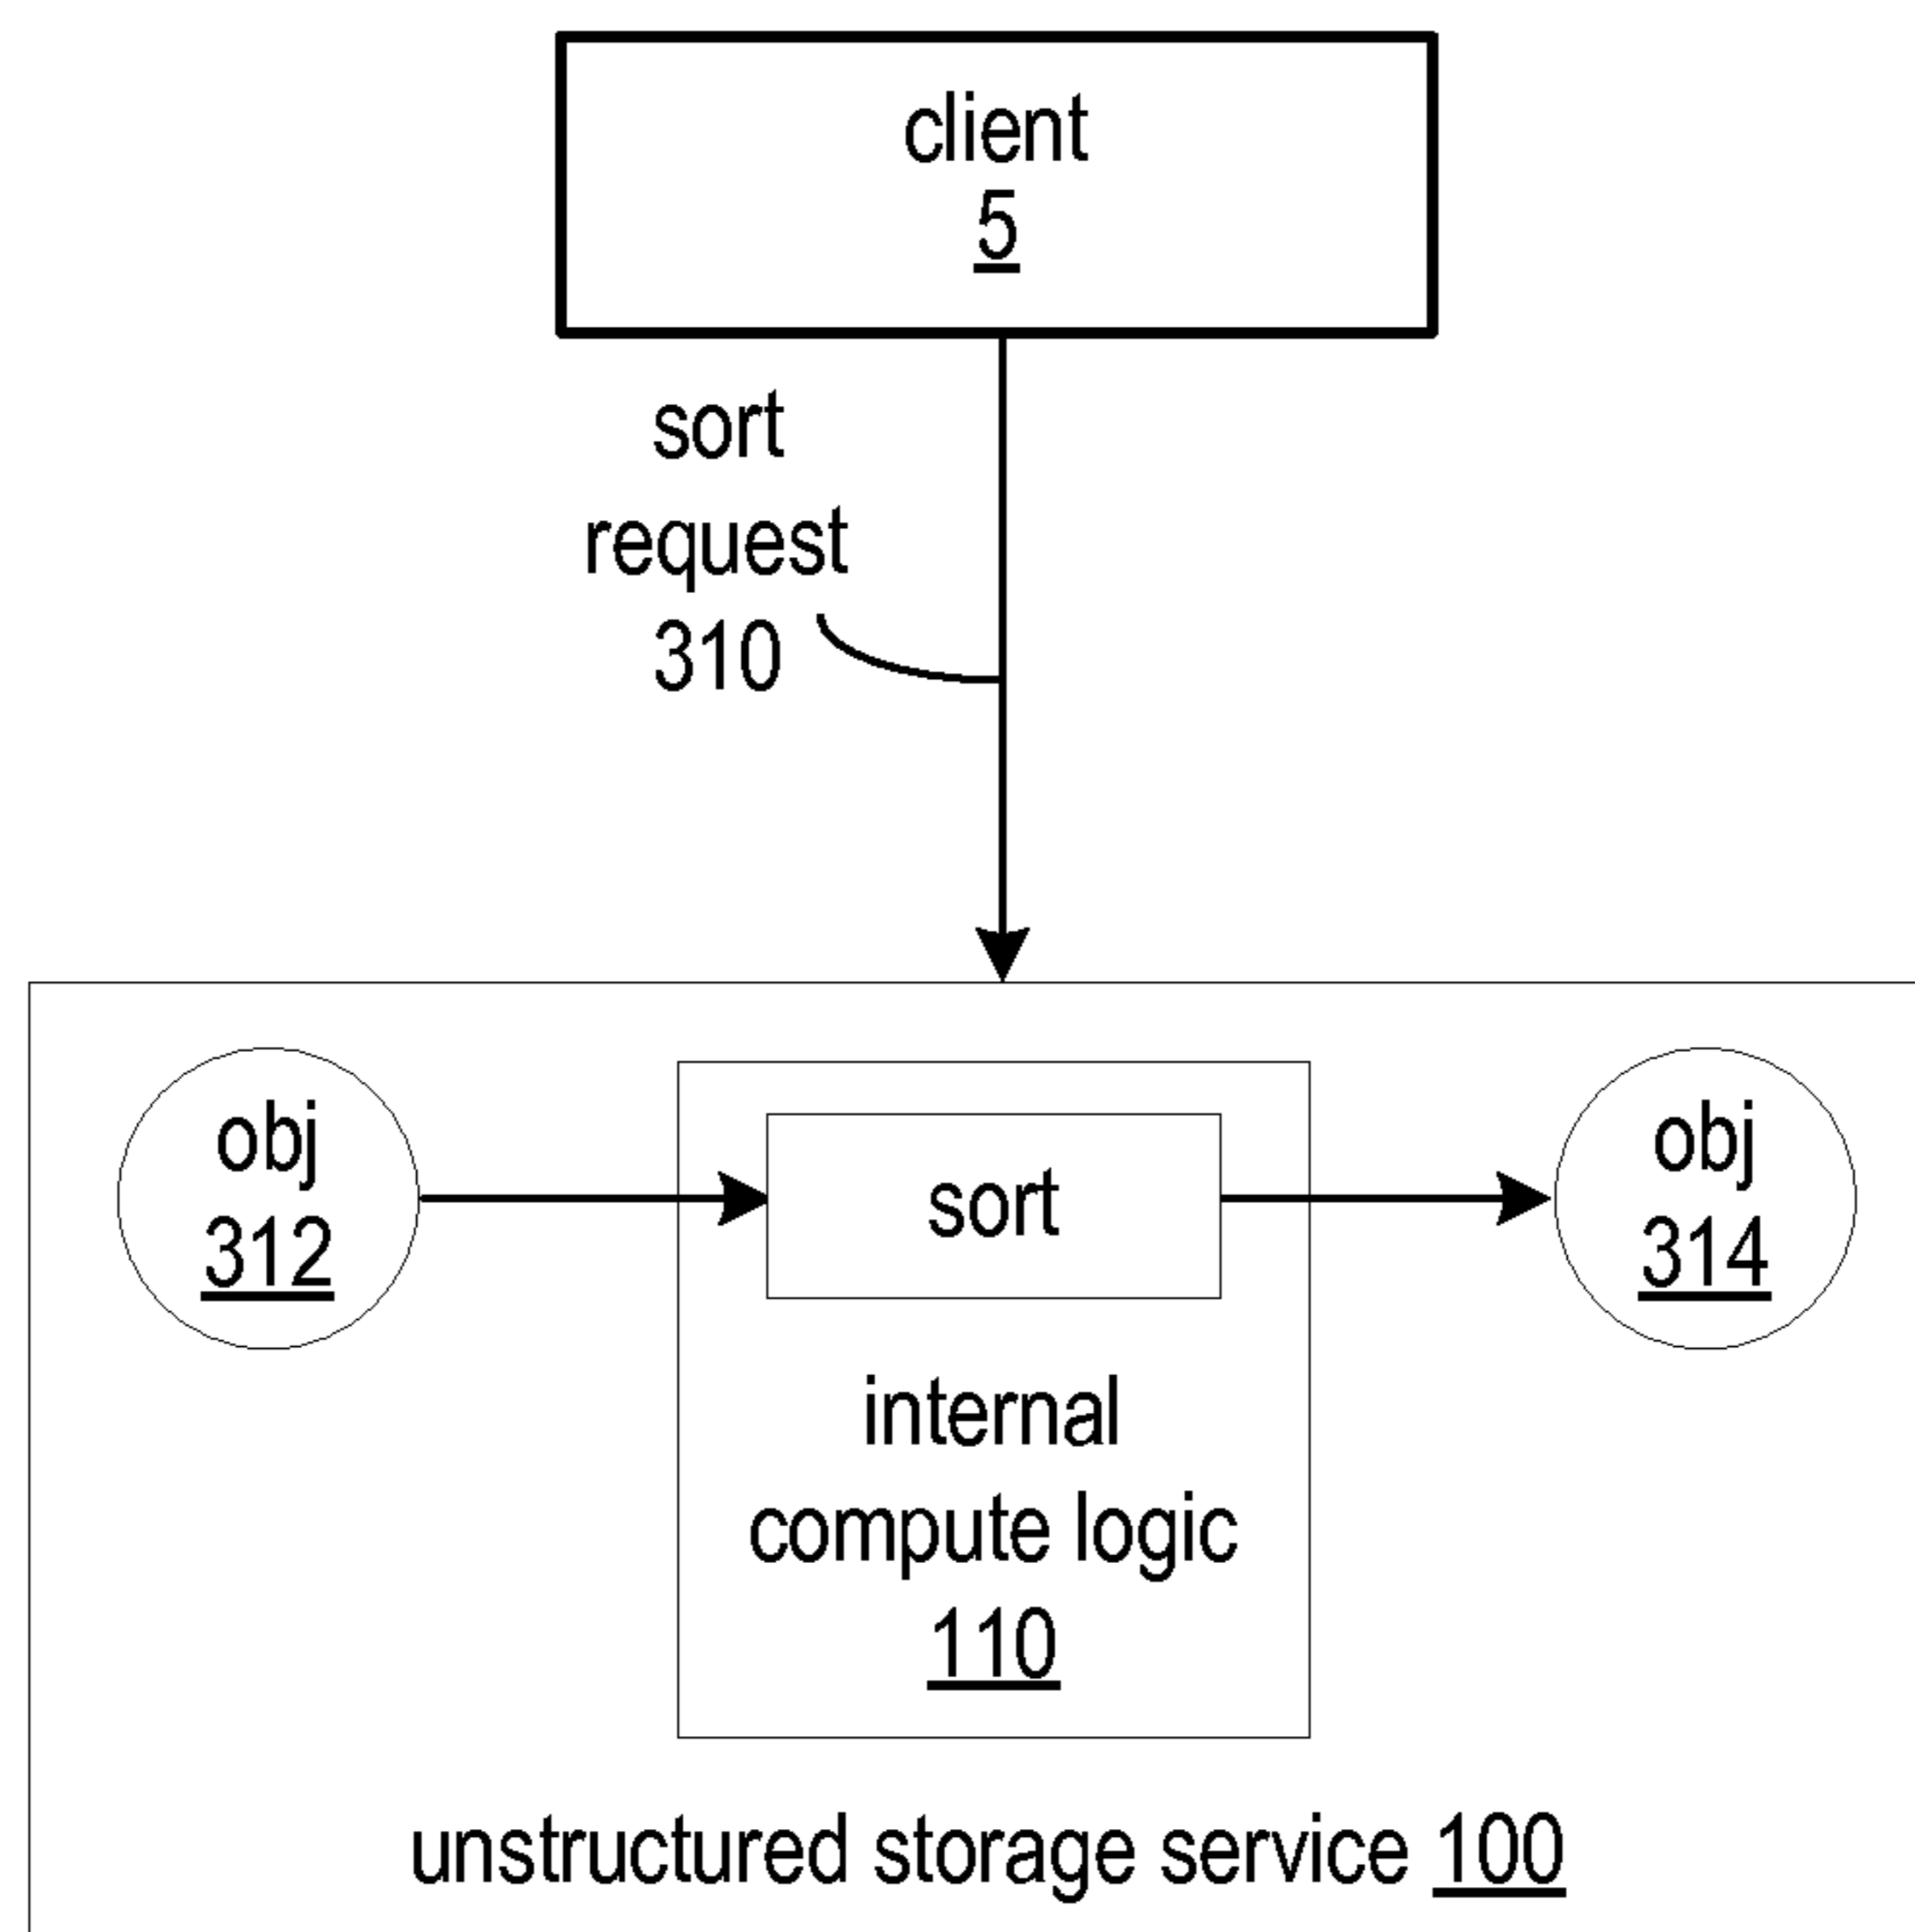 client
5
sort
request
310
obj
312
sort
obj
314
internal
compute logic
110
unstructured storage service 100